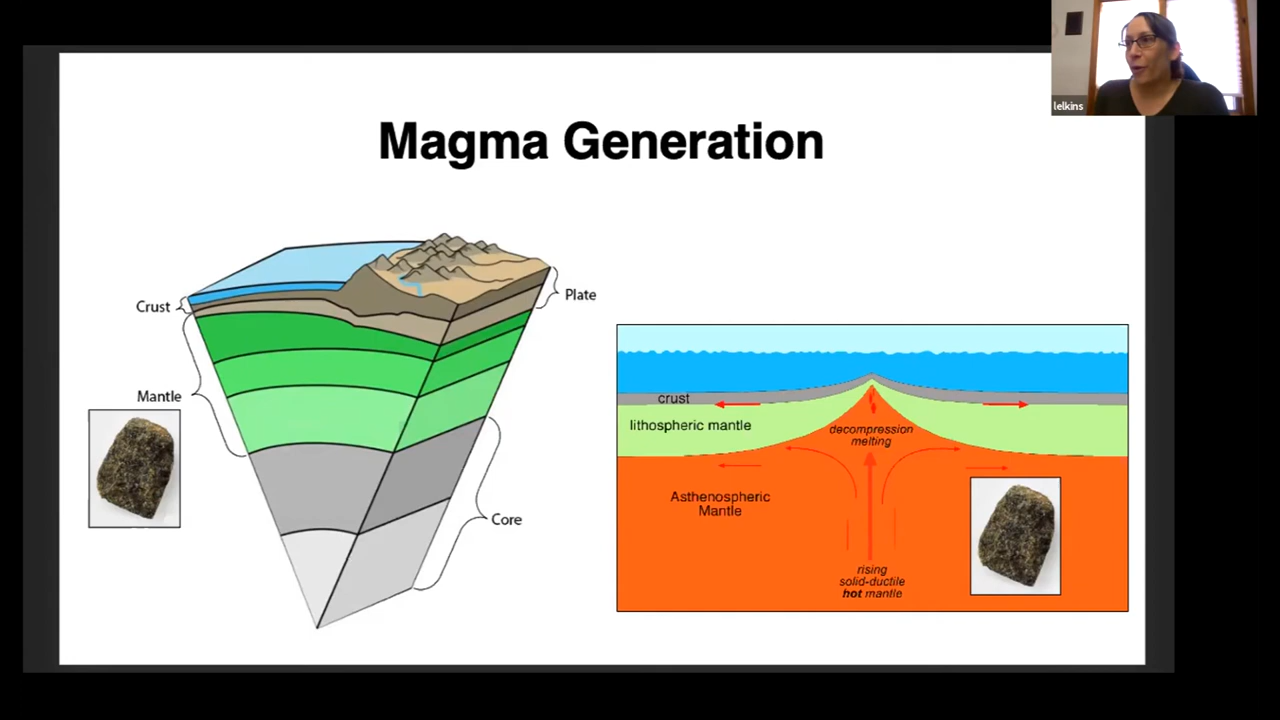 lelkins
Magma Generation
Crust
Plate
Mantle
Core
crust
lithospheric mantle
decompression
melting
Asthenospheric
Mantle
rising
solid-ductile
hot mantle